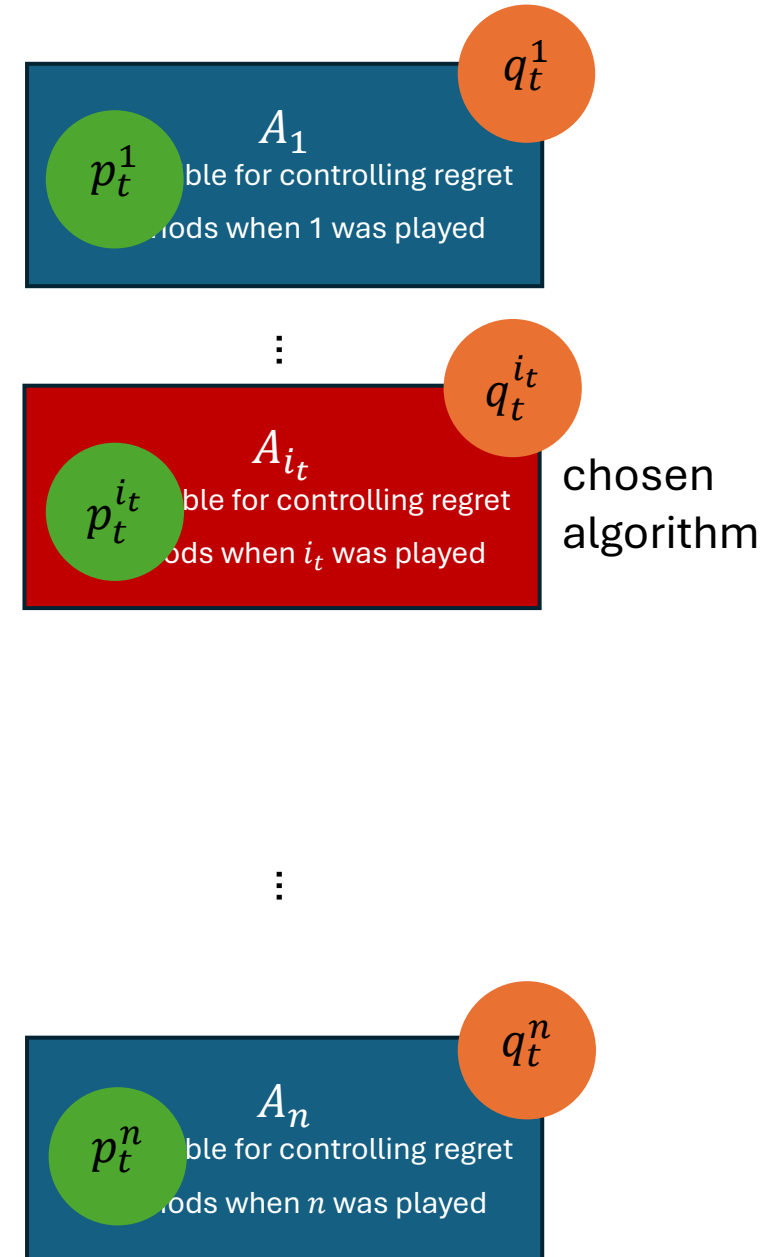 q_t^1
A_1
p_t^1 ble for controlling regret
ods when 1 was played
⋮
q_t^{i_t}
A_{i_t}
chosen
p_t^{i_t} ble for controlling regret
algorithm
ods when i_t was played
⋮
q_t^n
A_n
p_t^n ble for controlling regret
ods when n was played